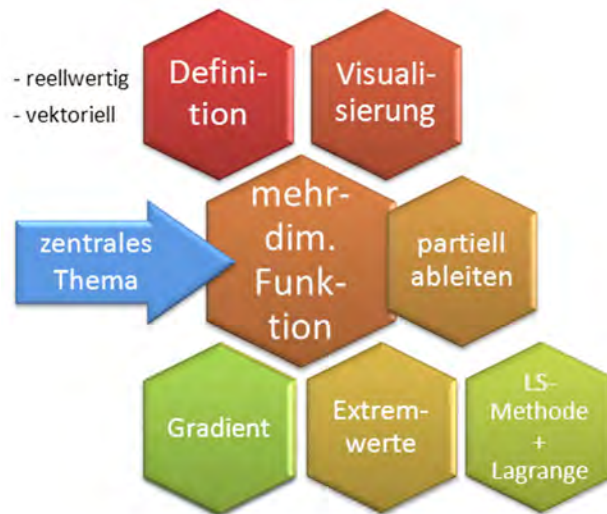 - reellwertig
- vektoriell
Defini-
tion
Visuali-
sierung
zentrales
Thema
mehr-
dim.
Funk-
tion
partiell
ableiten
Gradient
Extrem-
werte
LS-
Methode
+
Lagrange